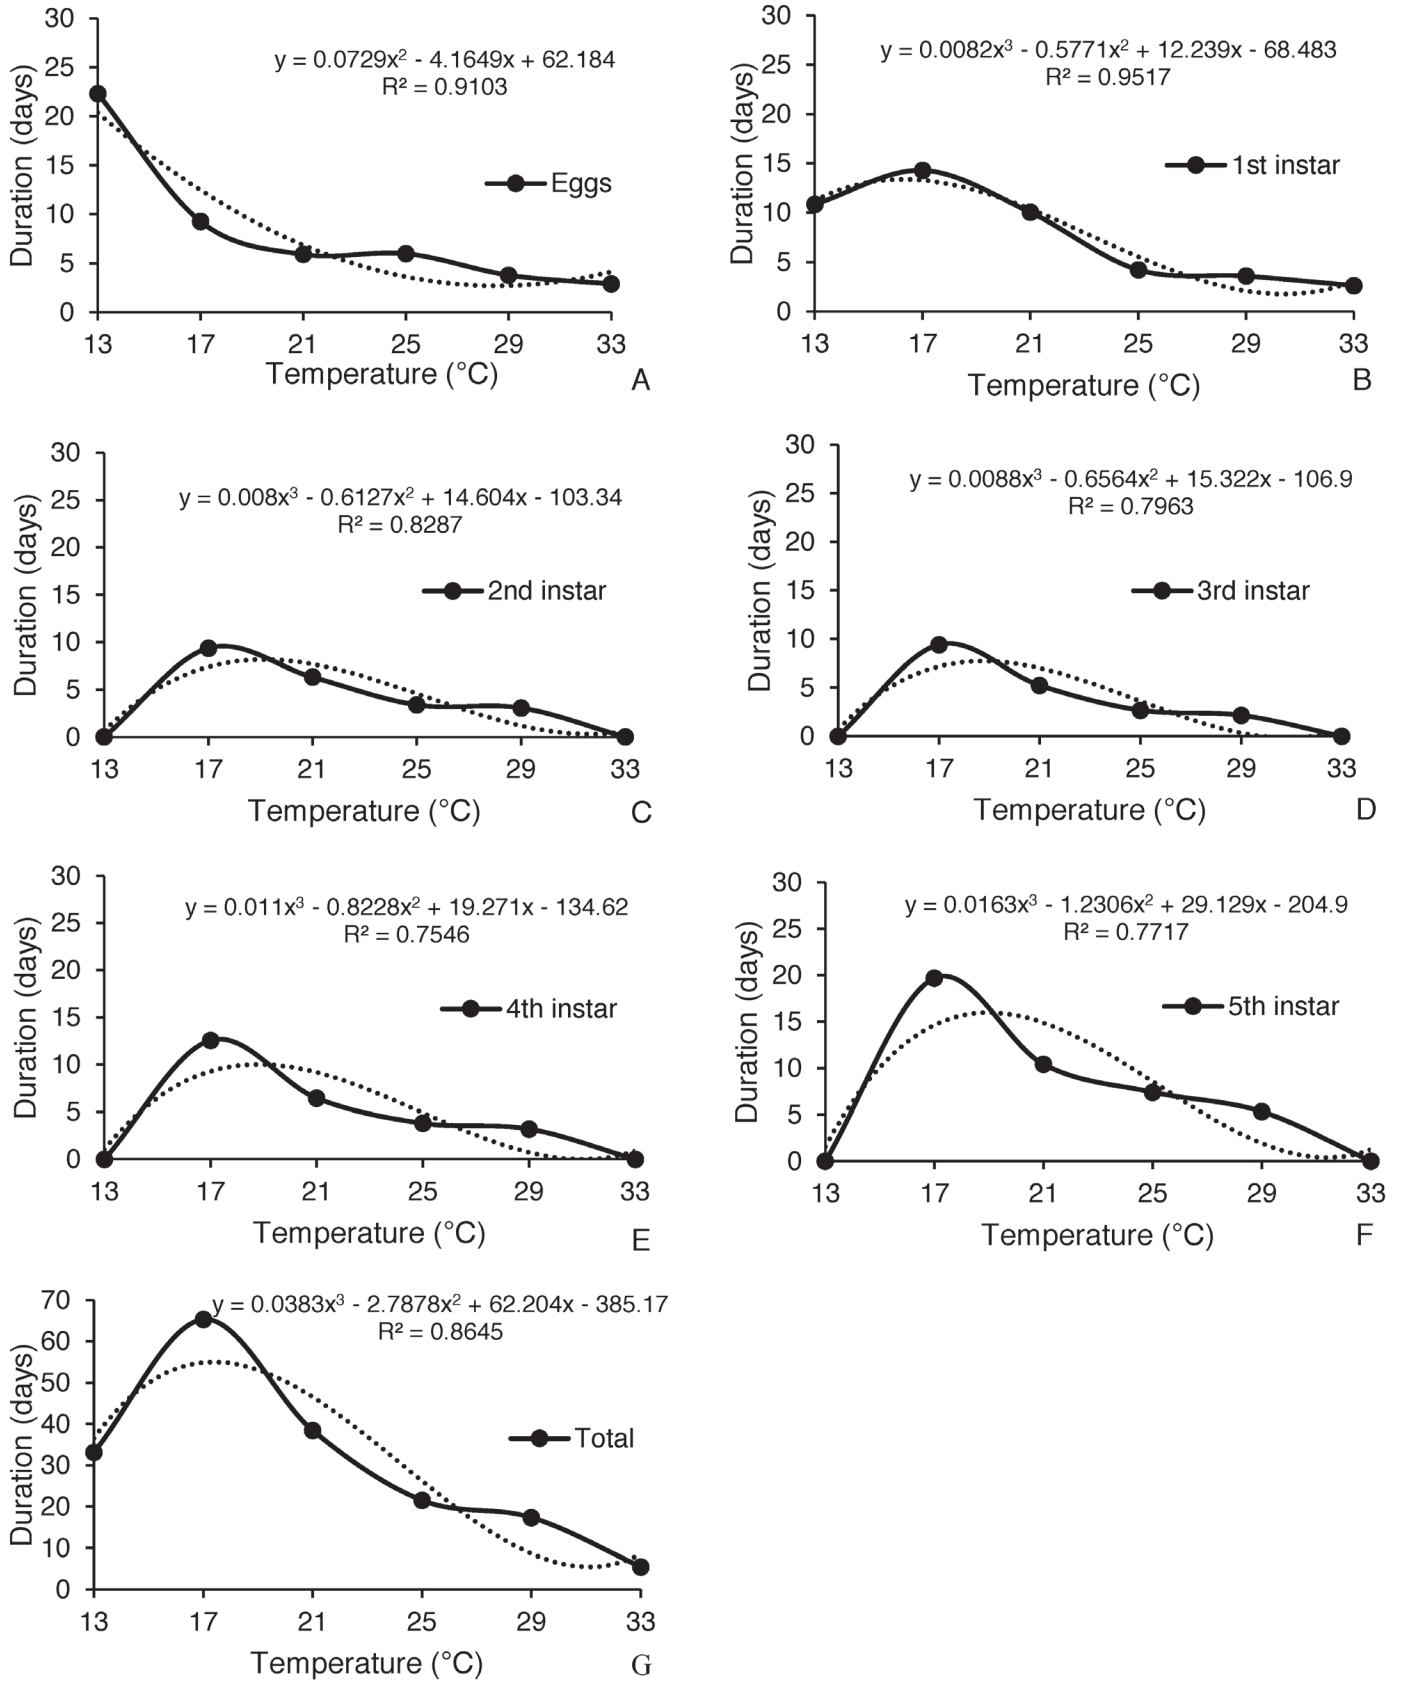 30
25
20
15
10
5
0
Duration (days)
y = 0.0729x² - 4.1649x + 62.184
R² = 0.9103
Eggs
13 17 21 25 29 33
Temperature (°C)
A
30
25
20
15
10
5
0
Duration (days)
y = 0.0082x³ - 0.5771x² + 12.239x - 68.483
R² = 0.9517
1st instar
13 17 21 25 29 33
Temperature (°C)
B
30
25
20
15
10
5
0
Duration (days)
y = 0.008x³ - 0.6127x² + 14.604x - 103.34
R² = 0.8287
2nd instar
13 17 21 25 29 33
Temperature (°C)
C
30
25
20
15
10
5
0
Duration (days)
y = 0.0088x³ - 0.6564x² + 15.322x - 106.9
R² = 0.7963
3rd instar
13 17 21 25 29 33
Temperature (°C)
D
30
25
20
15
10
5
0
Duration (days)
y = 0.011x³ - 0.8228x² + 19.271x - 134.62
R² = 0.7546
4th instar
13 17 21 25 29 33
Temperature (°C)
E
30
25
20
15
10
5
0
Duration (days)
y = 0.0163x³ - 1.2306x² + 29.129x - 204.9
R² = 0.7717
5th instar
13 17 21 25 29 33
Temperature (°C)
F
70
60
50
40
30
20
10
0
Duration (days)
y = 0.0383x³ - 2.7878x² + 62.204x - 385.17
R² = 0.8645
Total
13 17 21 25 29 33
Temperature (°C)
G